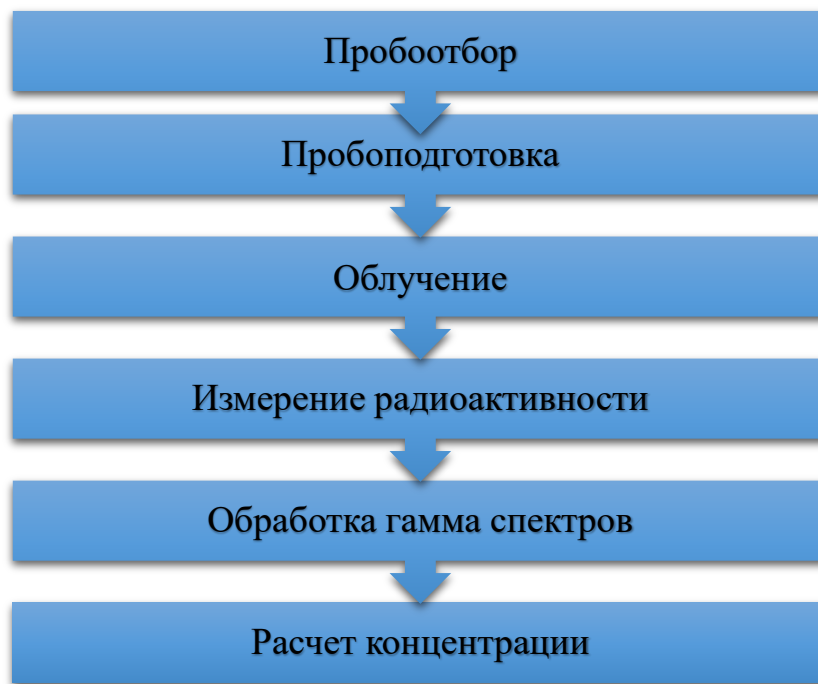 Пробоотбор
Пробоподготовка
Облучение
Измерение радиоактивности
Обработка гамма спектров
Расчет концентрации